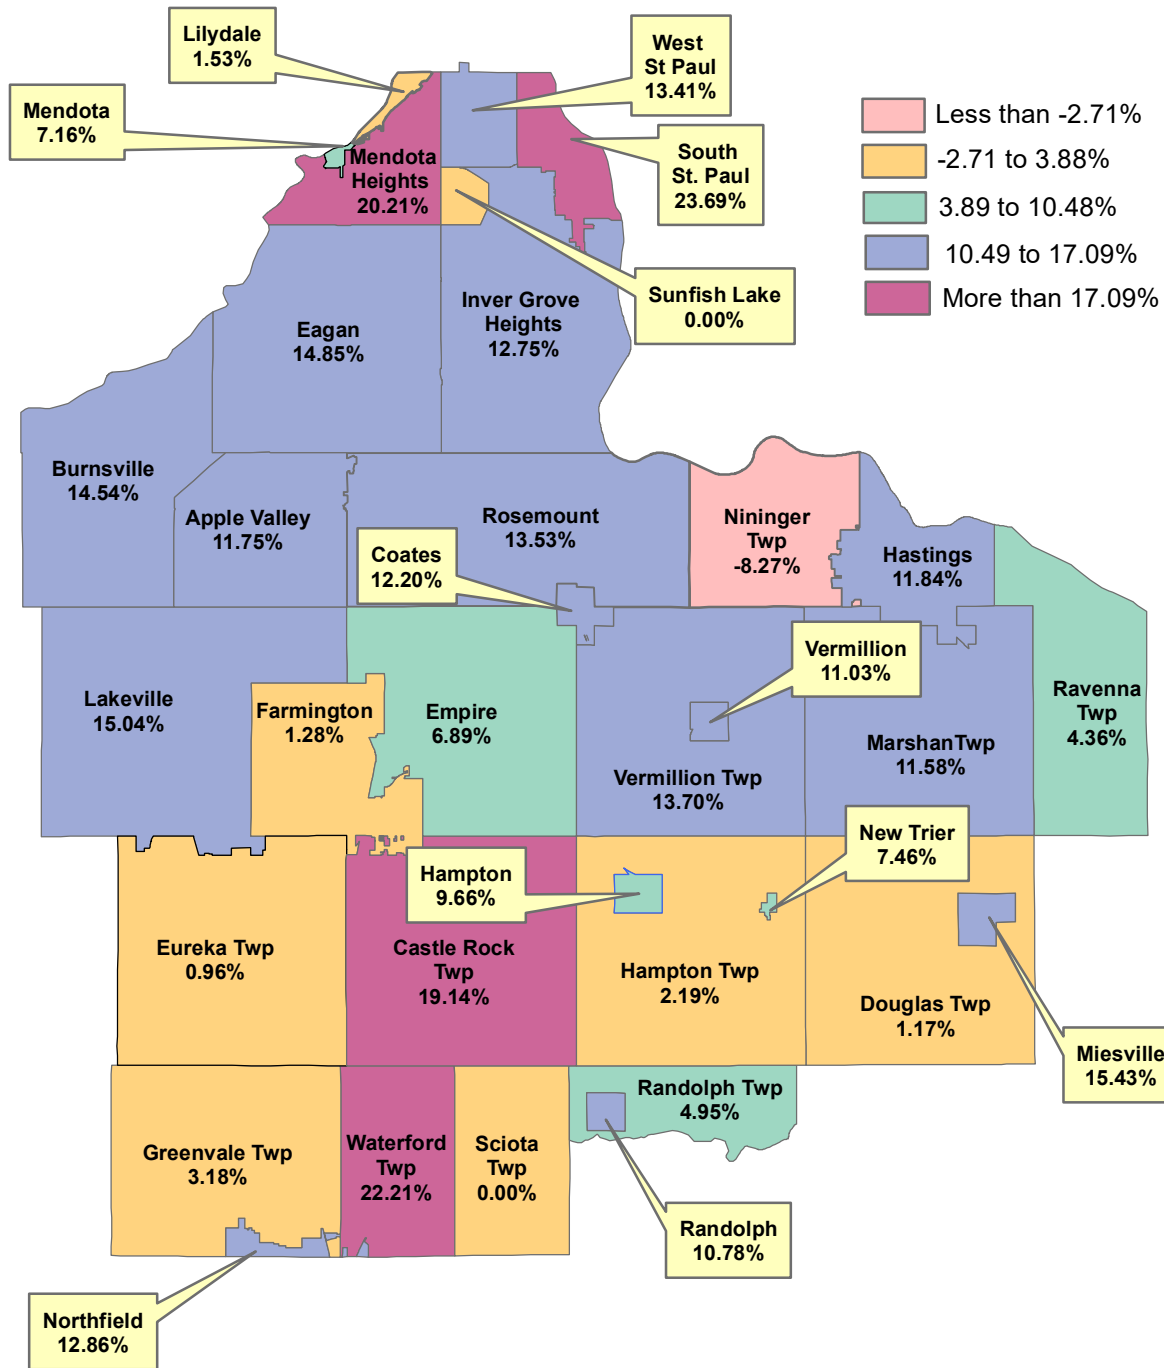 Lilydale
1.53%
West
St Paul
13.41%
Mendota
7.16%
Less than -2.71%
-2.71 to 3.88%
3.89 to 10.48%
10.49 to 17.09%
More than 17.09%
Mendota
Heights
20.21%
South
St. Paul
23.69%
Sunfish Lake
0.00%
Inver Grove
Heights
12.75%
Eagan
14.85%
Burnsville
14.54%
Apple Valley
11.75%
Rosemount
13.53%
Nininger
Twp
-8.27%
Hastings
11.84%
Coates
12.20%
Vermillion
11.03%
Lakeville
15.04%
Farmington
1.28%
Empire
6.89%
Vermillion Twp
13.70%
MarshanTwp
11.58%
Ravenna
Twp
4.36%
New Trier
7.46%
Hampton
9.66%
Eureka Twp
0.96%
Castle Rock
Twp
19.14%
Hampton Twp
2.19%
Douglas Twp
1.17%
Miesville
15.43%
Randolph Twp
4.95%
Greenvale Twp
3.18%
Waterford
Twp
22.21%
Sciota
Twp
0.00%
Randolph
10.78%
Northfield
12.86%